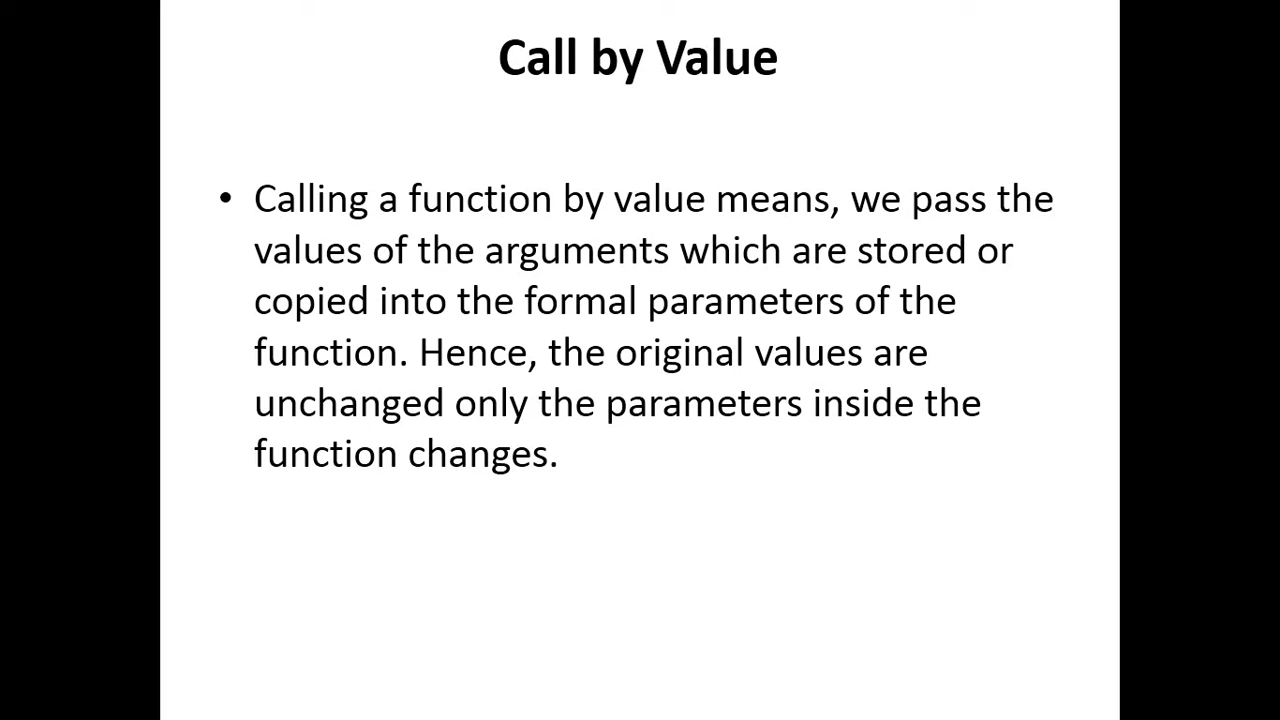 Call by Value
• Calling a function by value means, we pass the
values of the arguments which are stored or
copied into the formal parameters of the
function. Hence, the original values are
unchanged only the parameters inside the
function changes.